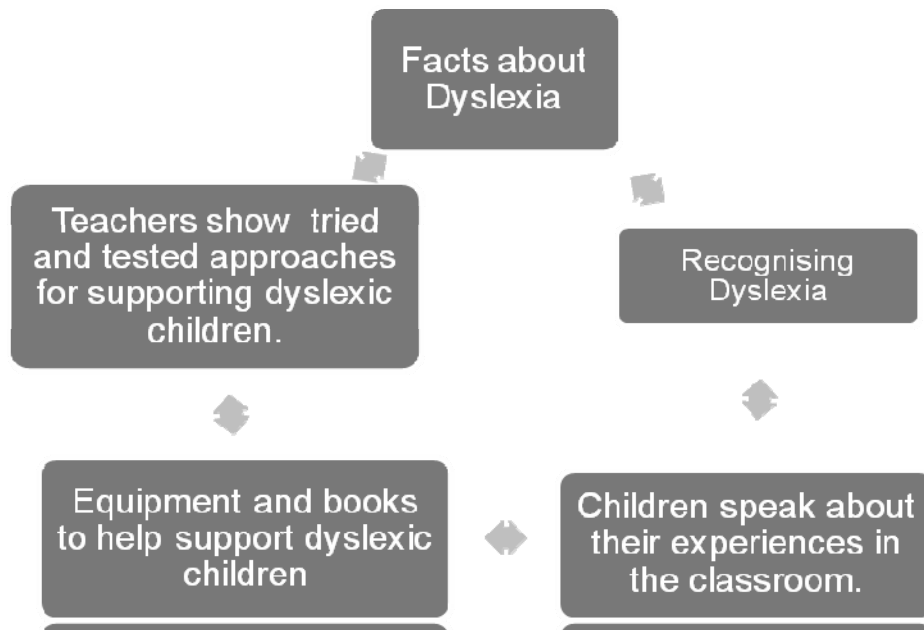 Facts about
Dyslexia
Teachers show tried
and tested approaches
for supporting dyslexic
children.
Recognising
Dyslexia
Equipment and books
to help support dyslexic
children
Children speak about
their experiences in
the classroom.